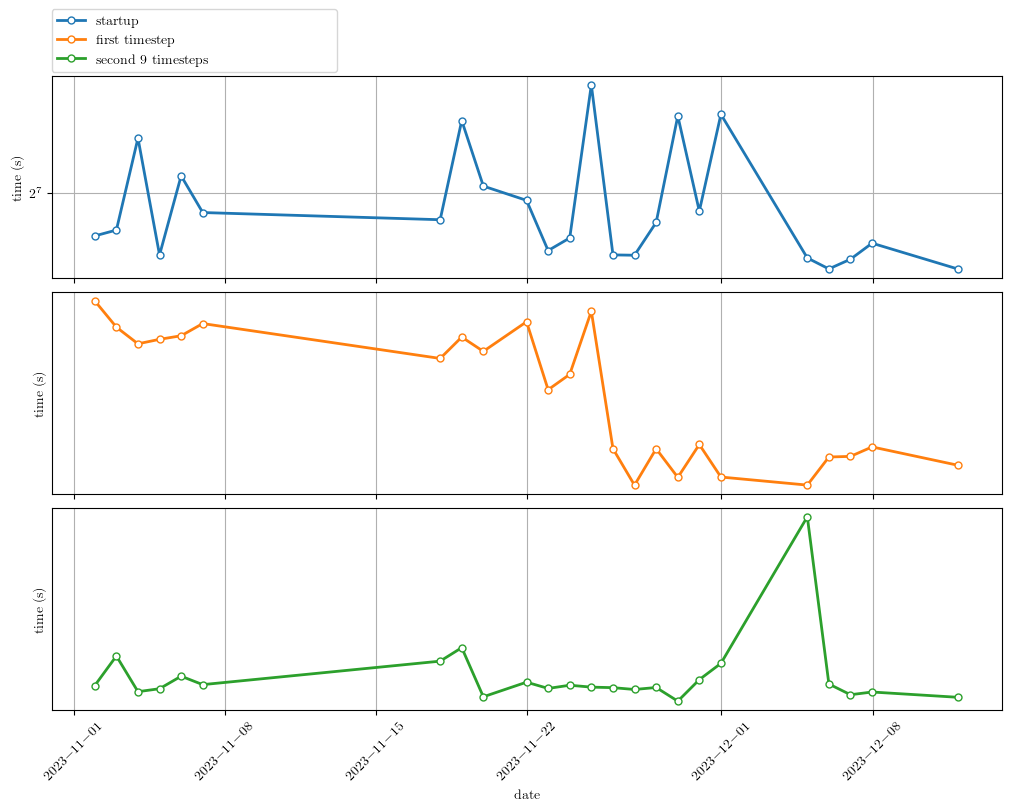 startup
first timestep
second 9 timesteps
time (s)
2⁷
time (s)
time (s)
2023−11−01
2023−11−08
2023−11−15
2023−11−22
2023−12−01
2023−12−08
date